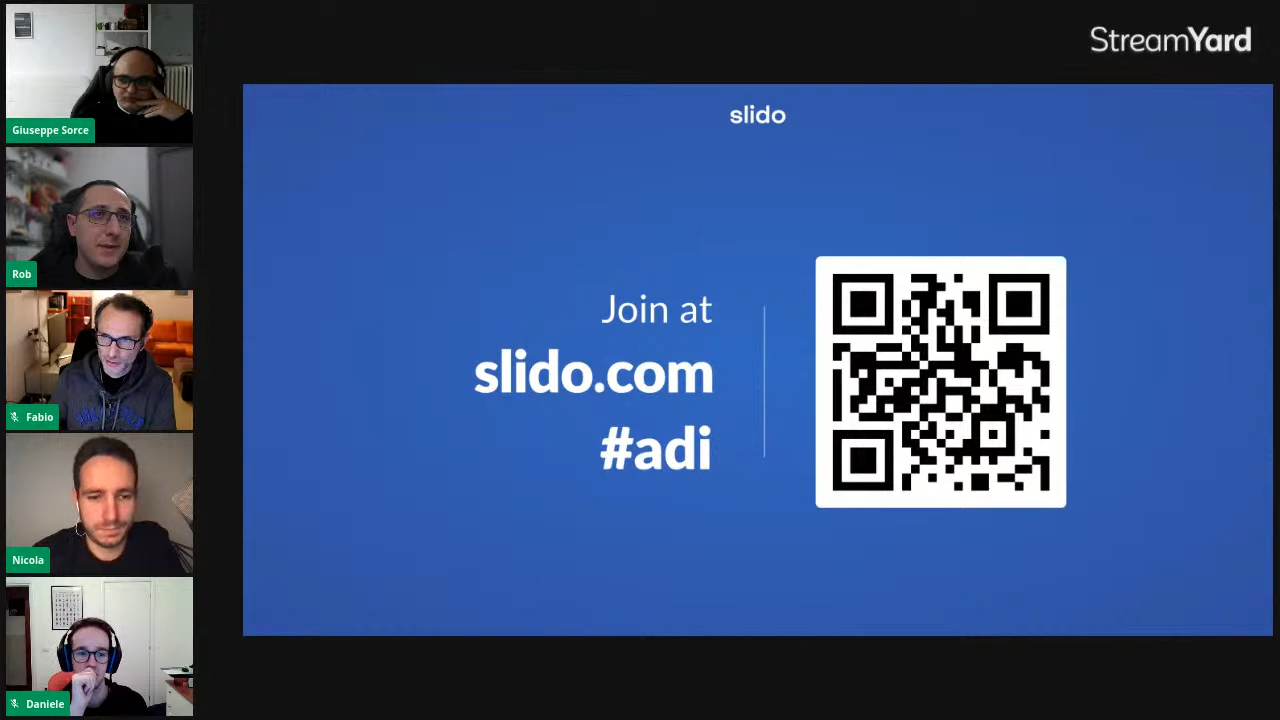 Giuseppe Sorce
Rob
Fabio
Nicola
Daniele
StreamYard
slido
Join at
slido.com
#adi